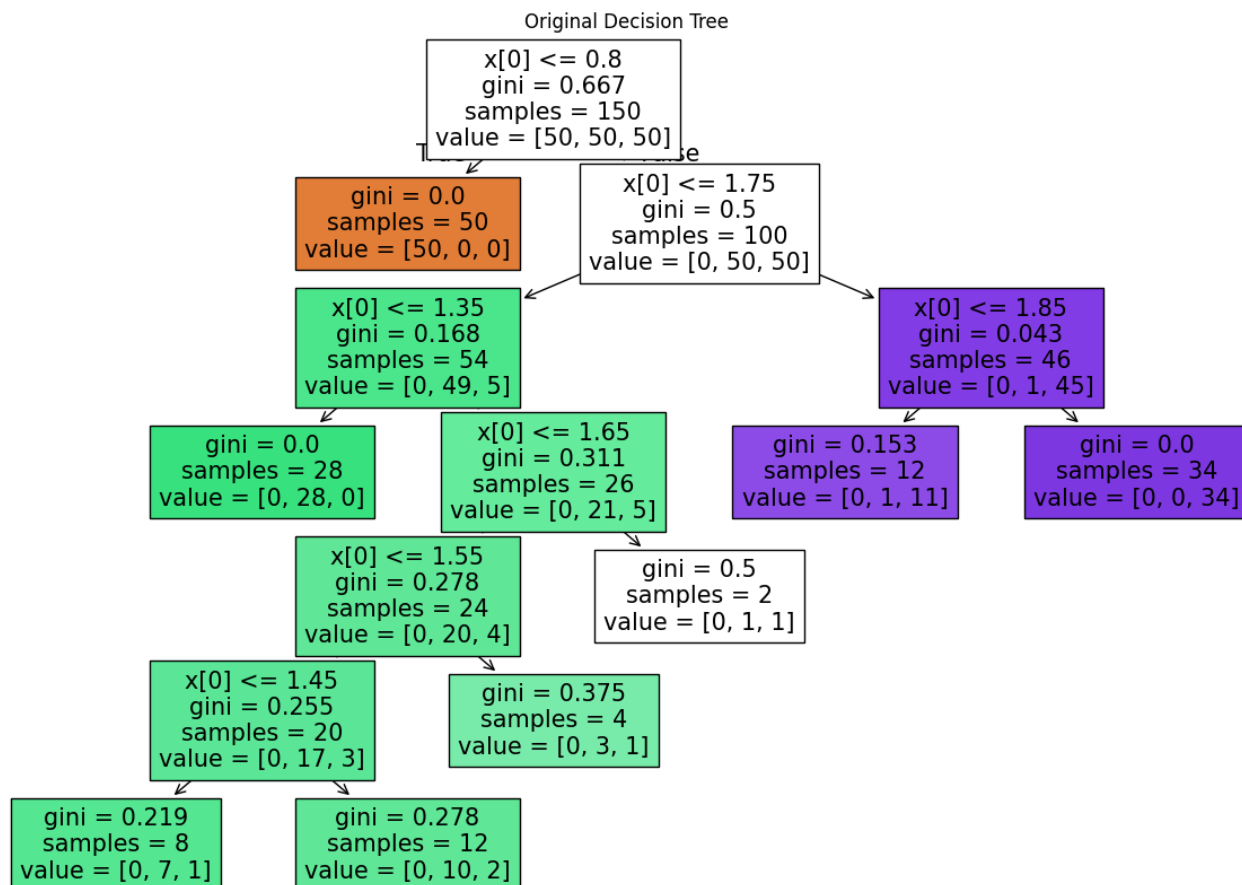 Original Decision Tree
x[0] <= 0.8
gini = 0.667
samples = 150
value = [50, 50, 50]
gini = 0.0
samples = 50
value = [50, 0, 0]
x[0] <= 1.75
gini = 0.5
samples = 100
value = [0, 50, 50]
x[0] <= 1.35
gini = 0.168
samples = 54
value = [0, 49, 5]
x[0] <= 1.85
gini = 0.043
samples = 46
value = [0, 1, 45]
gini = 0.0
samples = 28
value = [0, 28, 0]
x[0] <= 1.65
gini = 0.311
samples = 26
value = [0, 21, 5]
gini = 0.153
samples = 12
value = [0, 1, 11]
gini = 0.0
samples = 34
value = [0, 0, 34]
x[0] <= 1.55
gini = 0.278
samples = 24
value = [0, 20, 4]
gini = 0.5
samples = 2
value = [0, 1, 1]
x[0] <= 1.45
gini = 0.255
samples = 20
value = [0, 17, 3]
gini = 0.375
samples = 4
value = [0, 3, 1]
gini = 0.219
samples = 8
value = [0, 7, 1]
gini = 0.278
samples = 12
value = [0, 10, 2]